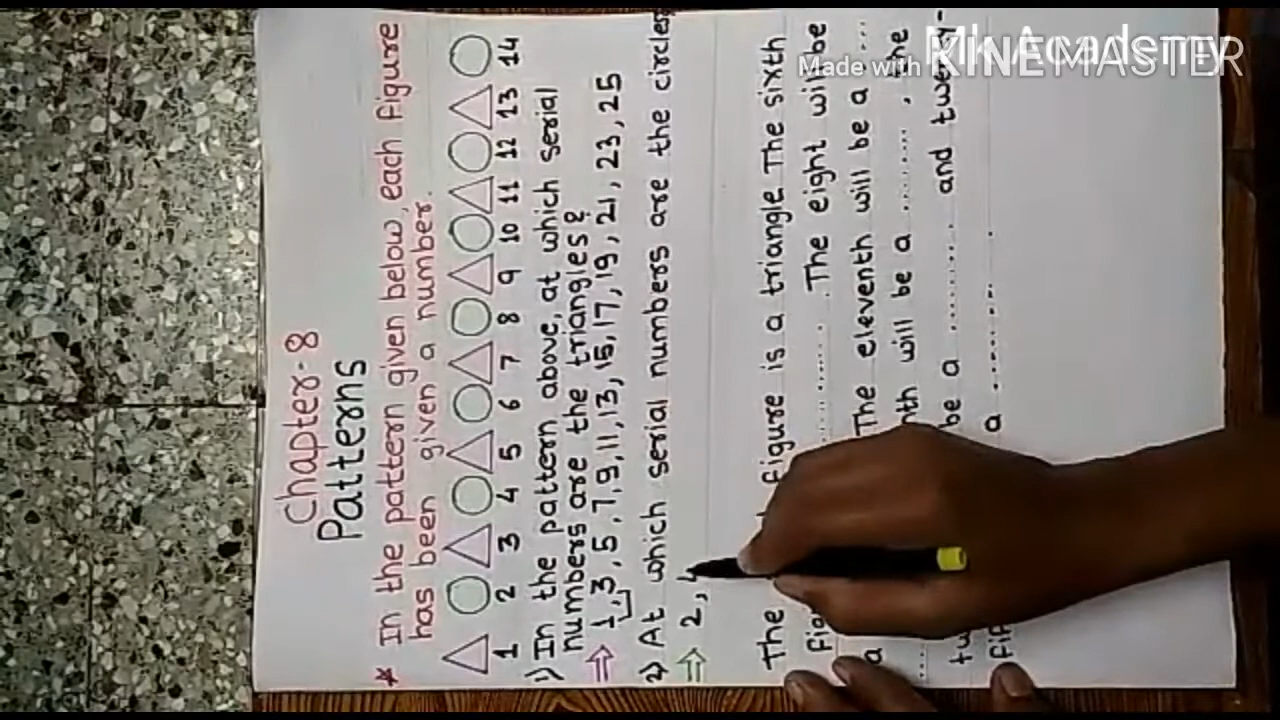 Mk Academy
Made with KINEMASTER
Chapter-8
Patterns
* In the pattern given below, each figure
has been given a number.
1 2 3 4 5 6 7 8 9 10 11 12 13 14
1) In the pattern above, at which serial
numbers are the triangles?
⇒ 1, 3, 5, 7, 9, 11, 13, 15, 17, 19, 21, 23, 25
2) At which serial numbers are the circles
⇒ 2, 4
The figure is a triangle The sixth
............ The eight will be
a The eleventh will be a ...
.... will be a ........, the
be a ......... and twenty-
a ..........